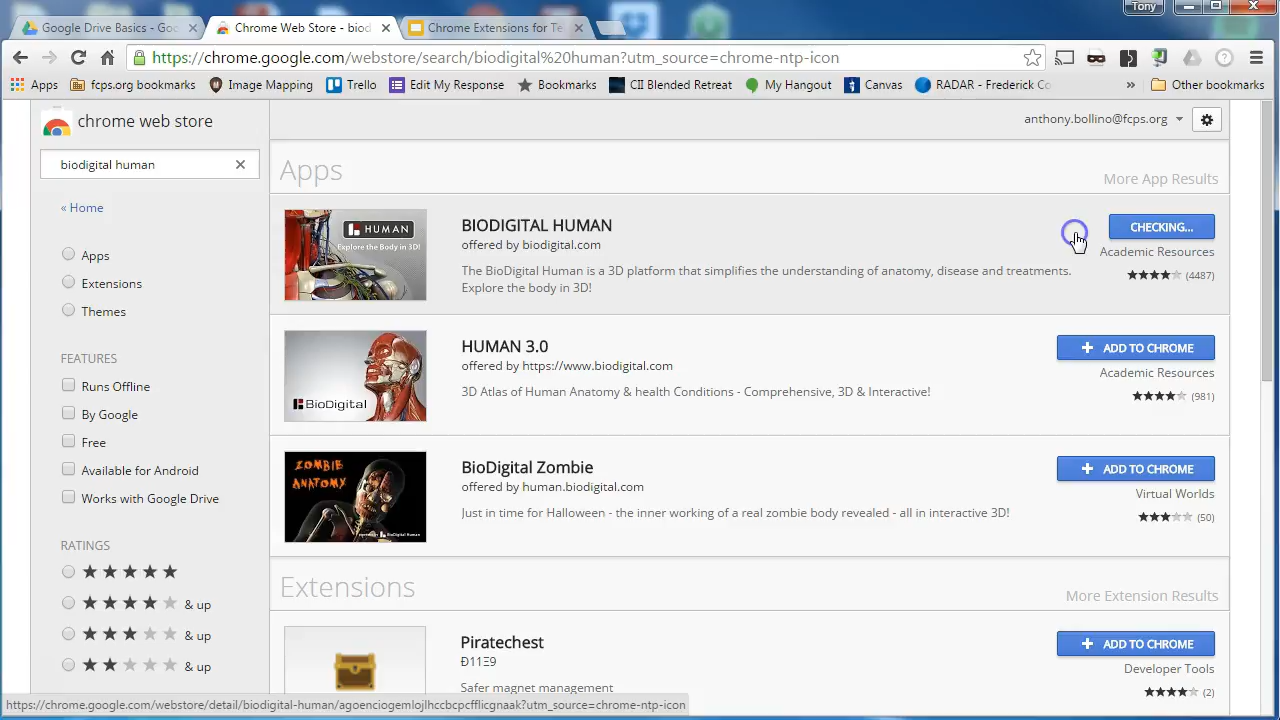 Tony
Google Drive Basics - Goo
Chrome Web Store - biod
Chrome Extensions for Te
https://chrome.google.com/webstore/search/biodigital%20human?utm_source=chrome-ntp-icon
Apps
fcps.org bookmarks
Image Mapping
Trello
Edit My Response
Bookmarks
CII Blended Retreat
My Hangout
Canvas
RADAR - Frederick Co
»
Other bookmarks
chrome web store
anthony.bollino@fcps.org
biodigital human
« Home
Apps
Extensions
Themes
FEATURES
Runs Offline
By Google
Free
Available for Android
Works with Google Drive
RATINGS
& up
& up
& up
Apps
More App Results
HUMAN
Explore the Body in 3D!
BIODIGITAL HUMAN
offered by biodigital.com
The BioDigital Human is a 3D platform that simplifies the understanding of anatomy, disease and treatments.
Explore the body in 3D!
CHECKING...
Academic Resources
(4487)
BIODIGITAL
HUMAN 3.0
offered by https://www.biodigital.com
3D Atlas of Human Anatomy & health Conditions - Comprehensive, 3D & Interactive!
ADD TO CHROME
Academic Resources
(981)
ZOMBIE
ANATOMY
BioDigital Zombie
offered by human.biodigital.com
Just in time for Halloween - the inner working of a real zombie body revealed - all in interactive 3D!
ADD TO CHROME
Virtual Worlds
(50)
Extensions
More Extension Results
Piratechest
Đ11Ξ9
Safer magnet management
ADD TO CHROME
Developer Tools
(2)
https://chrome.google.com/webstore/detail/biodigital-human/agoenciogemlojlhccbcpcfflicgnaak?utm_source=chrome-ntp-icon